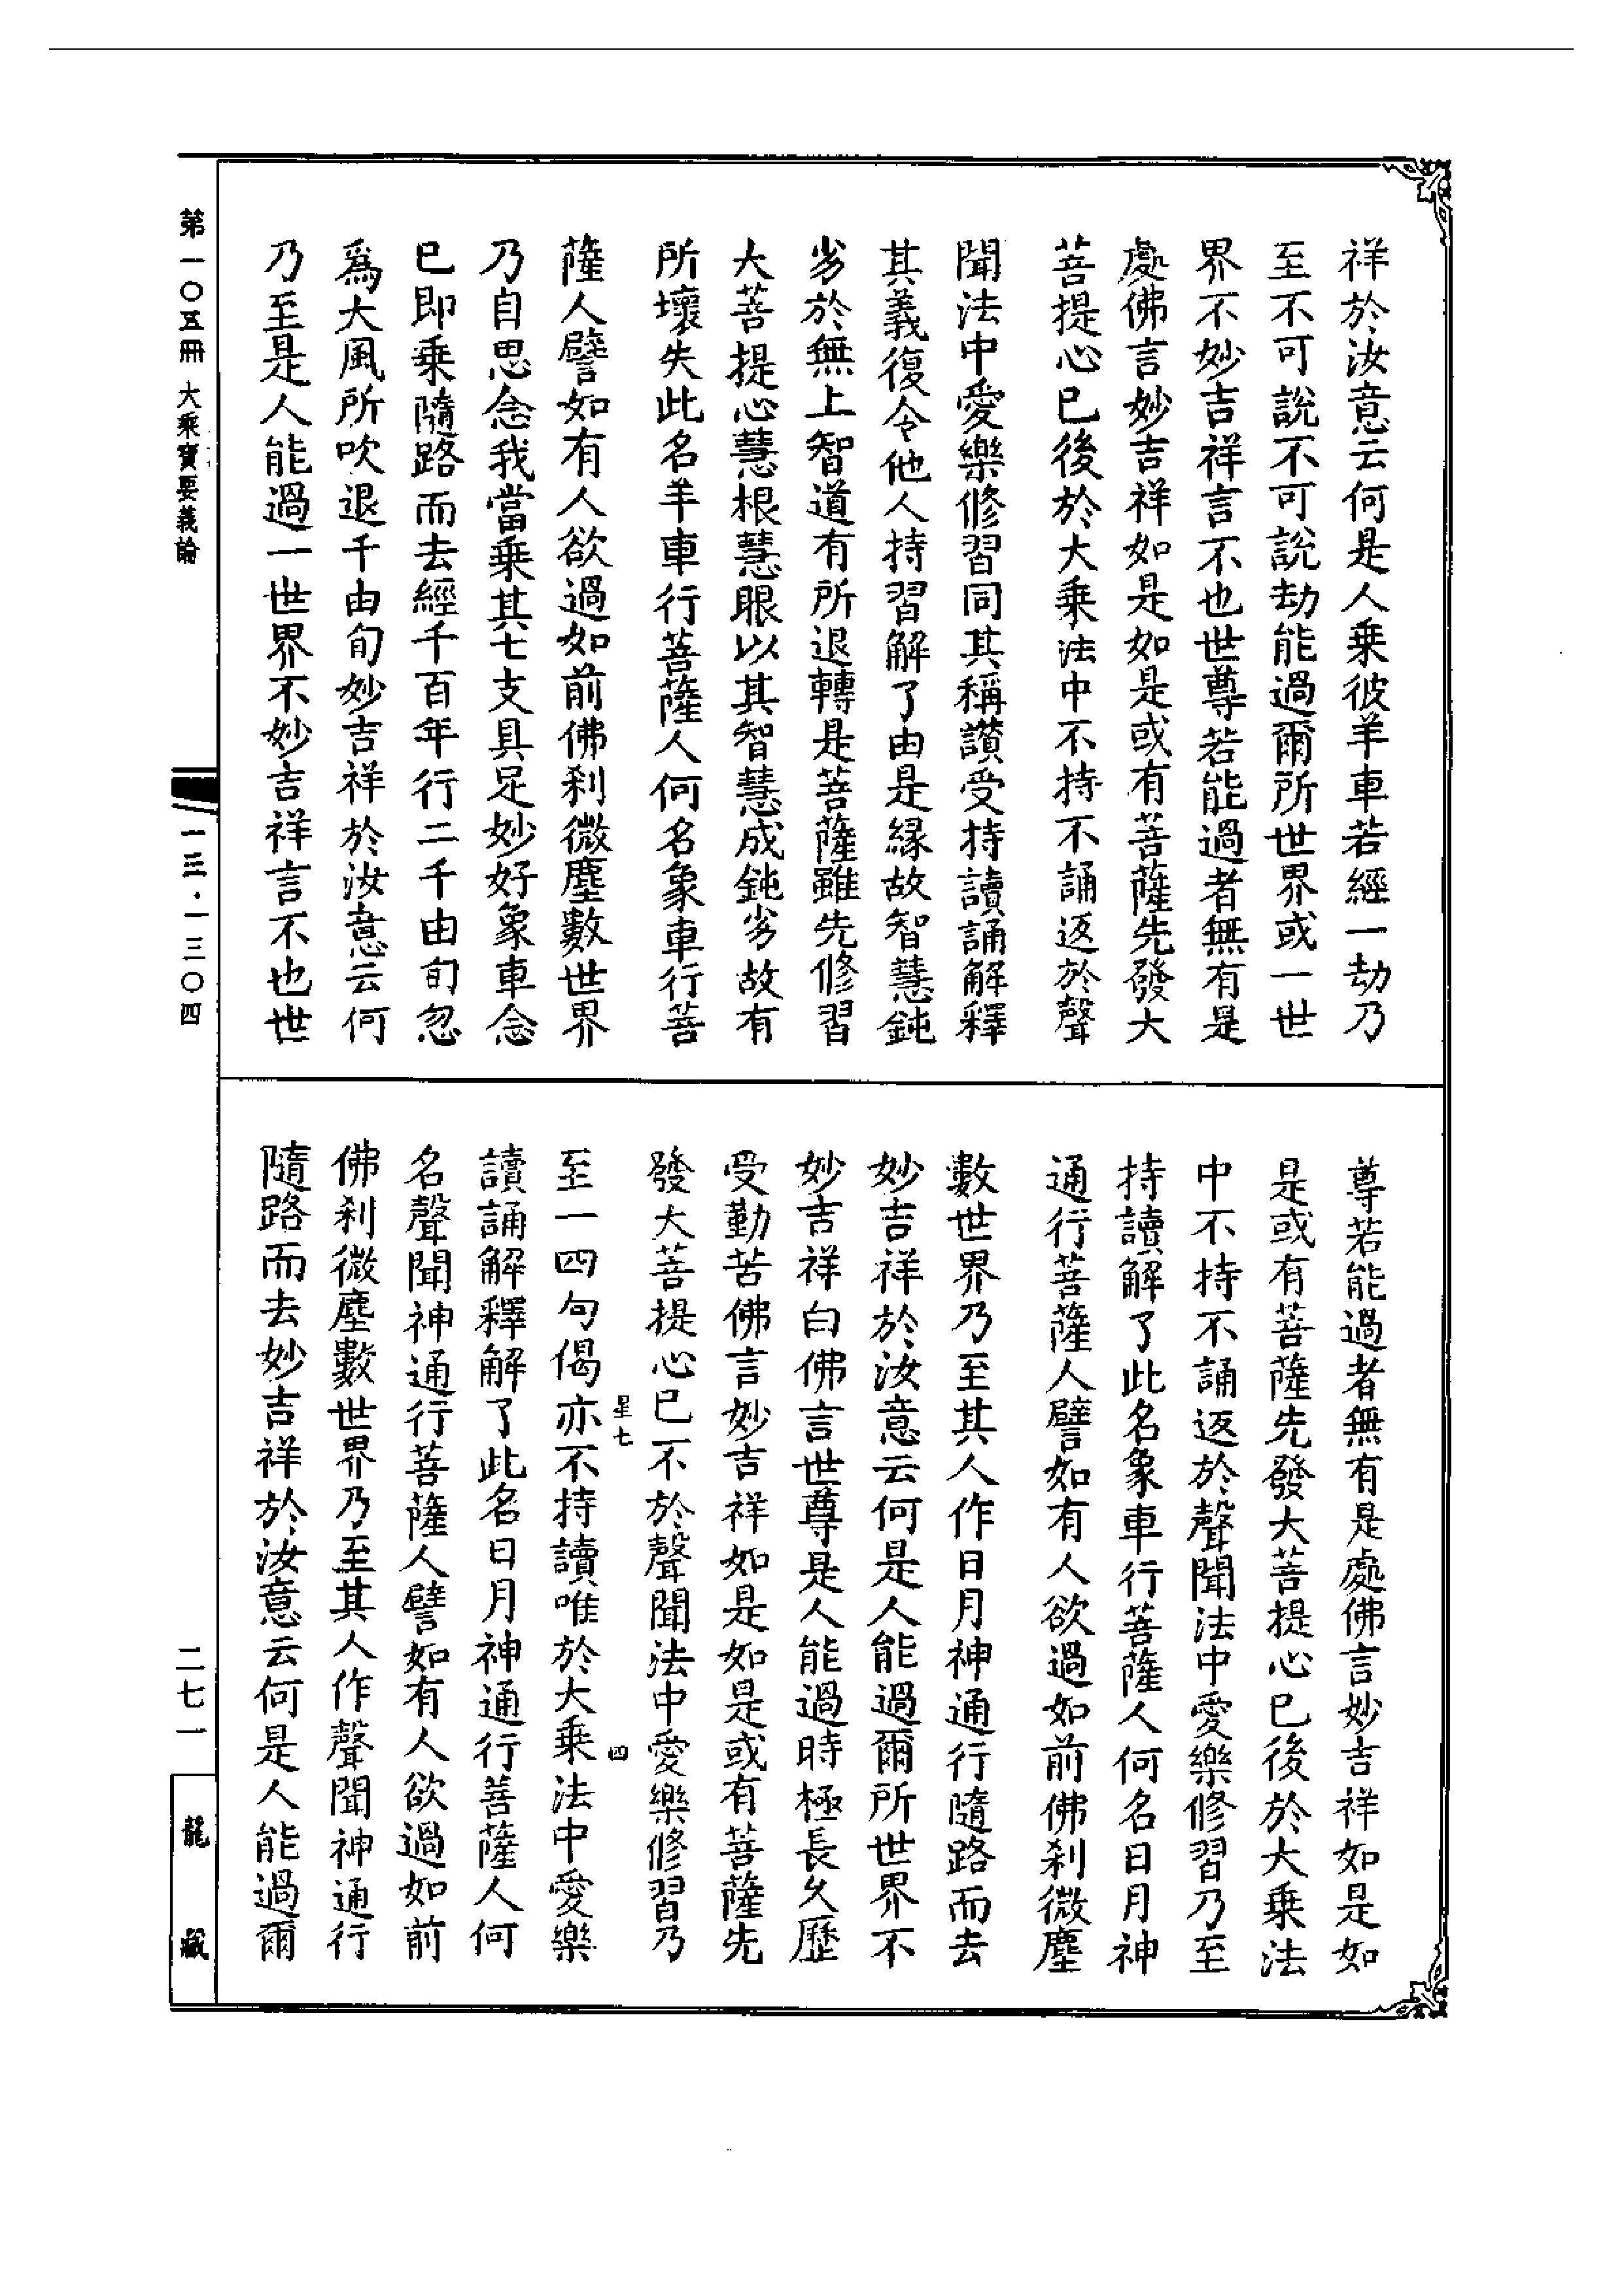 祥於汝意云何是人乘彼羊車若經一劫乃
至不可說不可說劫能過爾所世界或一世
界不妙吉祥言不也世尊若能過者無有是
處佛言妙吉祥如是如是或有菩薩先發大
菩提心已後於大乘法中不持不誦返於聲
聞法中愛樂修習同其稱讚受持讀誦解釋
其義復令他人持習解了由是緣故智慧鈍
劣於無上智道有所退轉是菩薩雖先修習
大菩提心慧根慧眼以其智慧成鈍劣故有
所壞失此名羊車行菩薩人何名象車行菩
薩人譬如有人欲過如前佛剎微塵數世界
乃自思念我當乘其七支具足妙好象車念
已即乘隨路而去經千百年行二千由旬忽
為大風所吹退千由旬妙吉祥於汝意云何
乃至是人能過一世界不妙吉祥言不也世
尊若能過者無有是處佛言妙吉祥如是如
是或有菩薩先發大菩提心已後於大乘法
中不持不誦返於聲聞法中愛樂修習乃至
持讀解了此名象車行菩薩人何名日月神
通行菩薩人譬如有人欲過如前佛剎微塵
數世界乃至其人作日月神通行隨路而去
妙吉祥於汝意云何是人能過爾所世界不
妙吉祥白佛言世尊是人能過時極長久歷
受勤苦佛言妙吉祥如是如是或有菩薩先
發大菩提心已不於聲聞法中愛樂修習乃
星七 四
至一四句偈亦不持讀唯於大乘法中愛樂
讀誦解釋解了此名日月神通行菩薩人何
名聲聞神通行菩薩人譬如有人欲過如前
佛剎微塵數世界乃至其人作聲聞神通行
隨路而去妙吉祥於汝意云何是人能過爾
第一〇五冊 大乘寶要義論
一三·一三〇四
二七一
龍藏